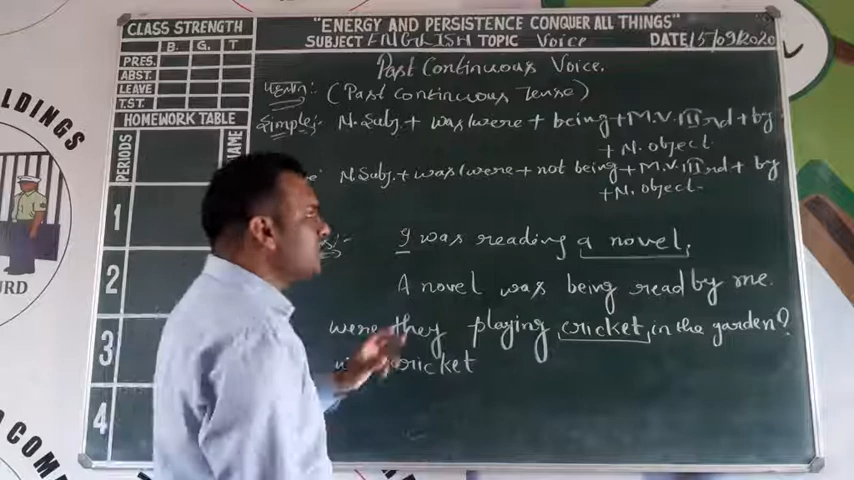 CLASS STRENGTH
B. G. T
PRES.
ABST.
LEAVE
T.ST.
HOMEWORK TABLE
PERIODS NAME
1
2
3
4
"ENERGY AND PERSISTENCE CONQUER ALL THINGS"
SUBJECT ENGLISH TOPIC Voice DATE 15/09/2020
Past Continuous Voice.
(Past Continuous Tense)
Simple:- N.Subj. + was/were + being + M.V. IIIrd + by
+ N. object.
N.Subj. + was/were + not being + M.V. IIIrd + by
+ N. object.
I was reading a novel.
A novel was being read by me.
were they playing cricket, in the garden?
cricket